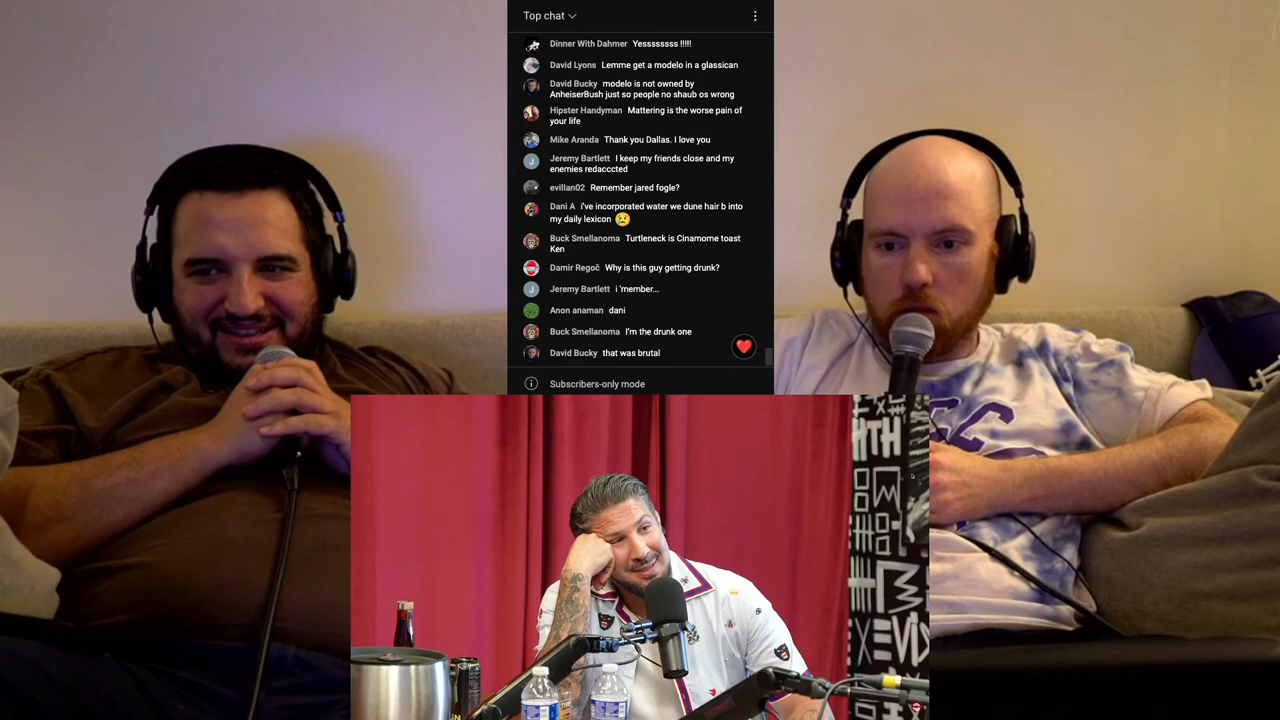 Top chat
Dinner With Dahmer Yessssssss !!!!!
David Lyons Lemme get a modelo in a glassican
David Bucky modelo is not owned by
AnheiserBush just so people no shaub os wrong
Hipster Handyman Mattering is the worse pain of
your life
Mike Aranda Thank you Dallas. I love you
Jeremy Bartlett I keep my friends close and my
enemies redacccted
evillan02 Remember jared fogle?
Dani A i've incorporated water we dune hair b into
my daily lexicon 😢
Buck Smellanoma Turtleneck is Cinamome toast
Ken
Damir Regoč Why is this guy getting drunk?
J
Jeremy Bartlett i 'member...
Anon anaman dani
Buck Smellanoma I'm the drunk one
David Bucky that was brutal
Subscribers-only mode